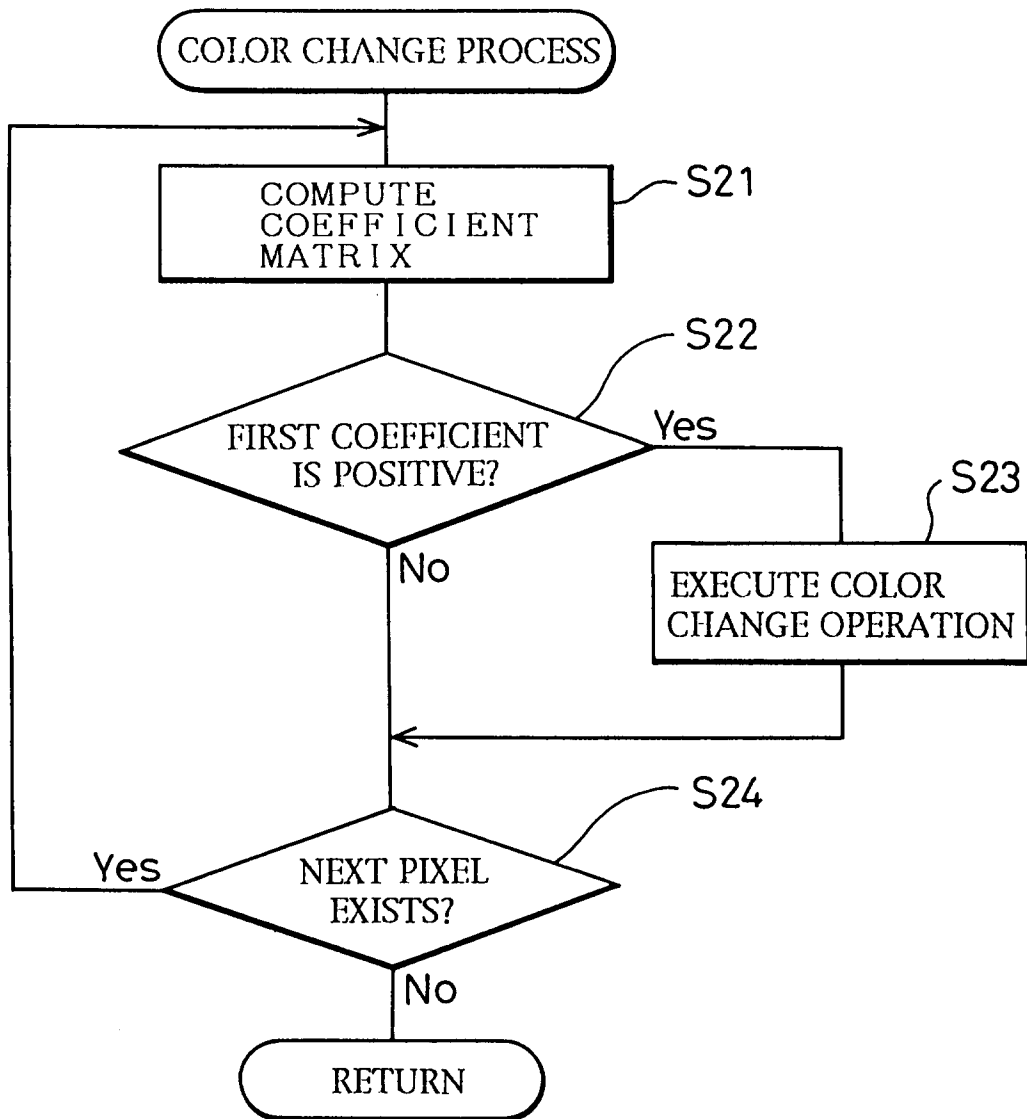 COLOR CHANGE PROCESS
S21
COMPUTE
COEFFICIENT
MATRIX
S22
FIRST COEFFICIENT
IS POSITIVE?
Yes
No
S23
EXECUTE COLOR
CHANGE OPERATION
S24
NEXT PIXEL
EXISTS?
Yes
No
RETURN